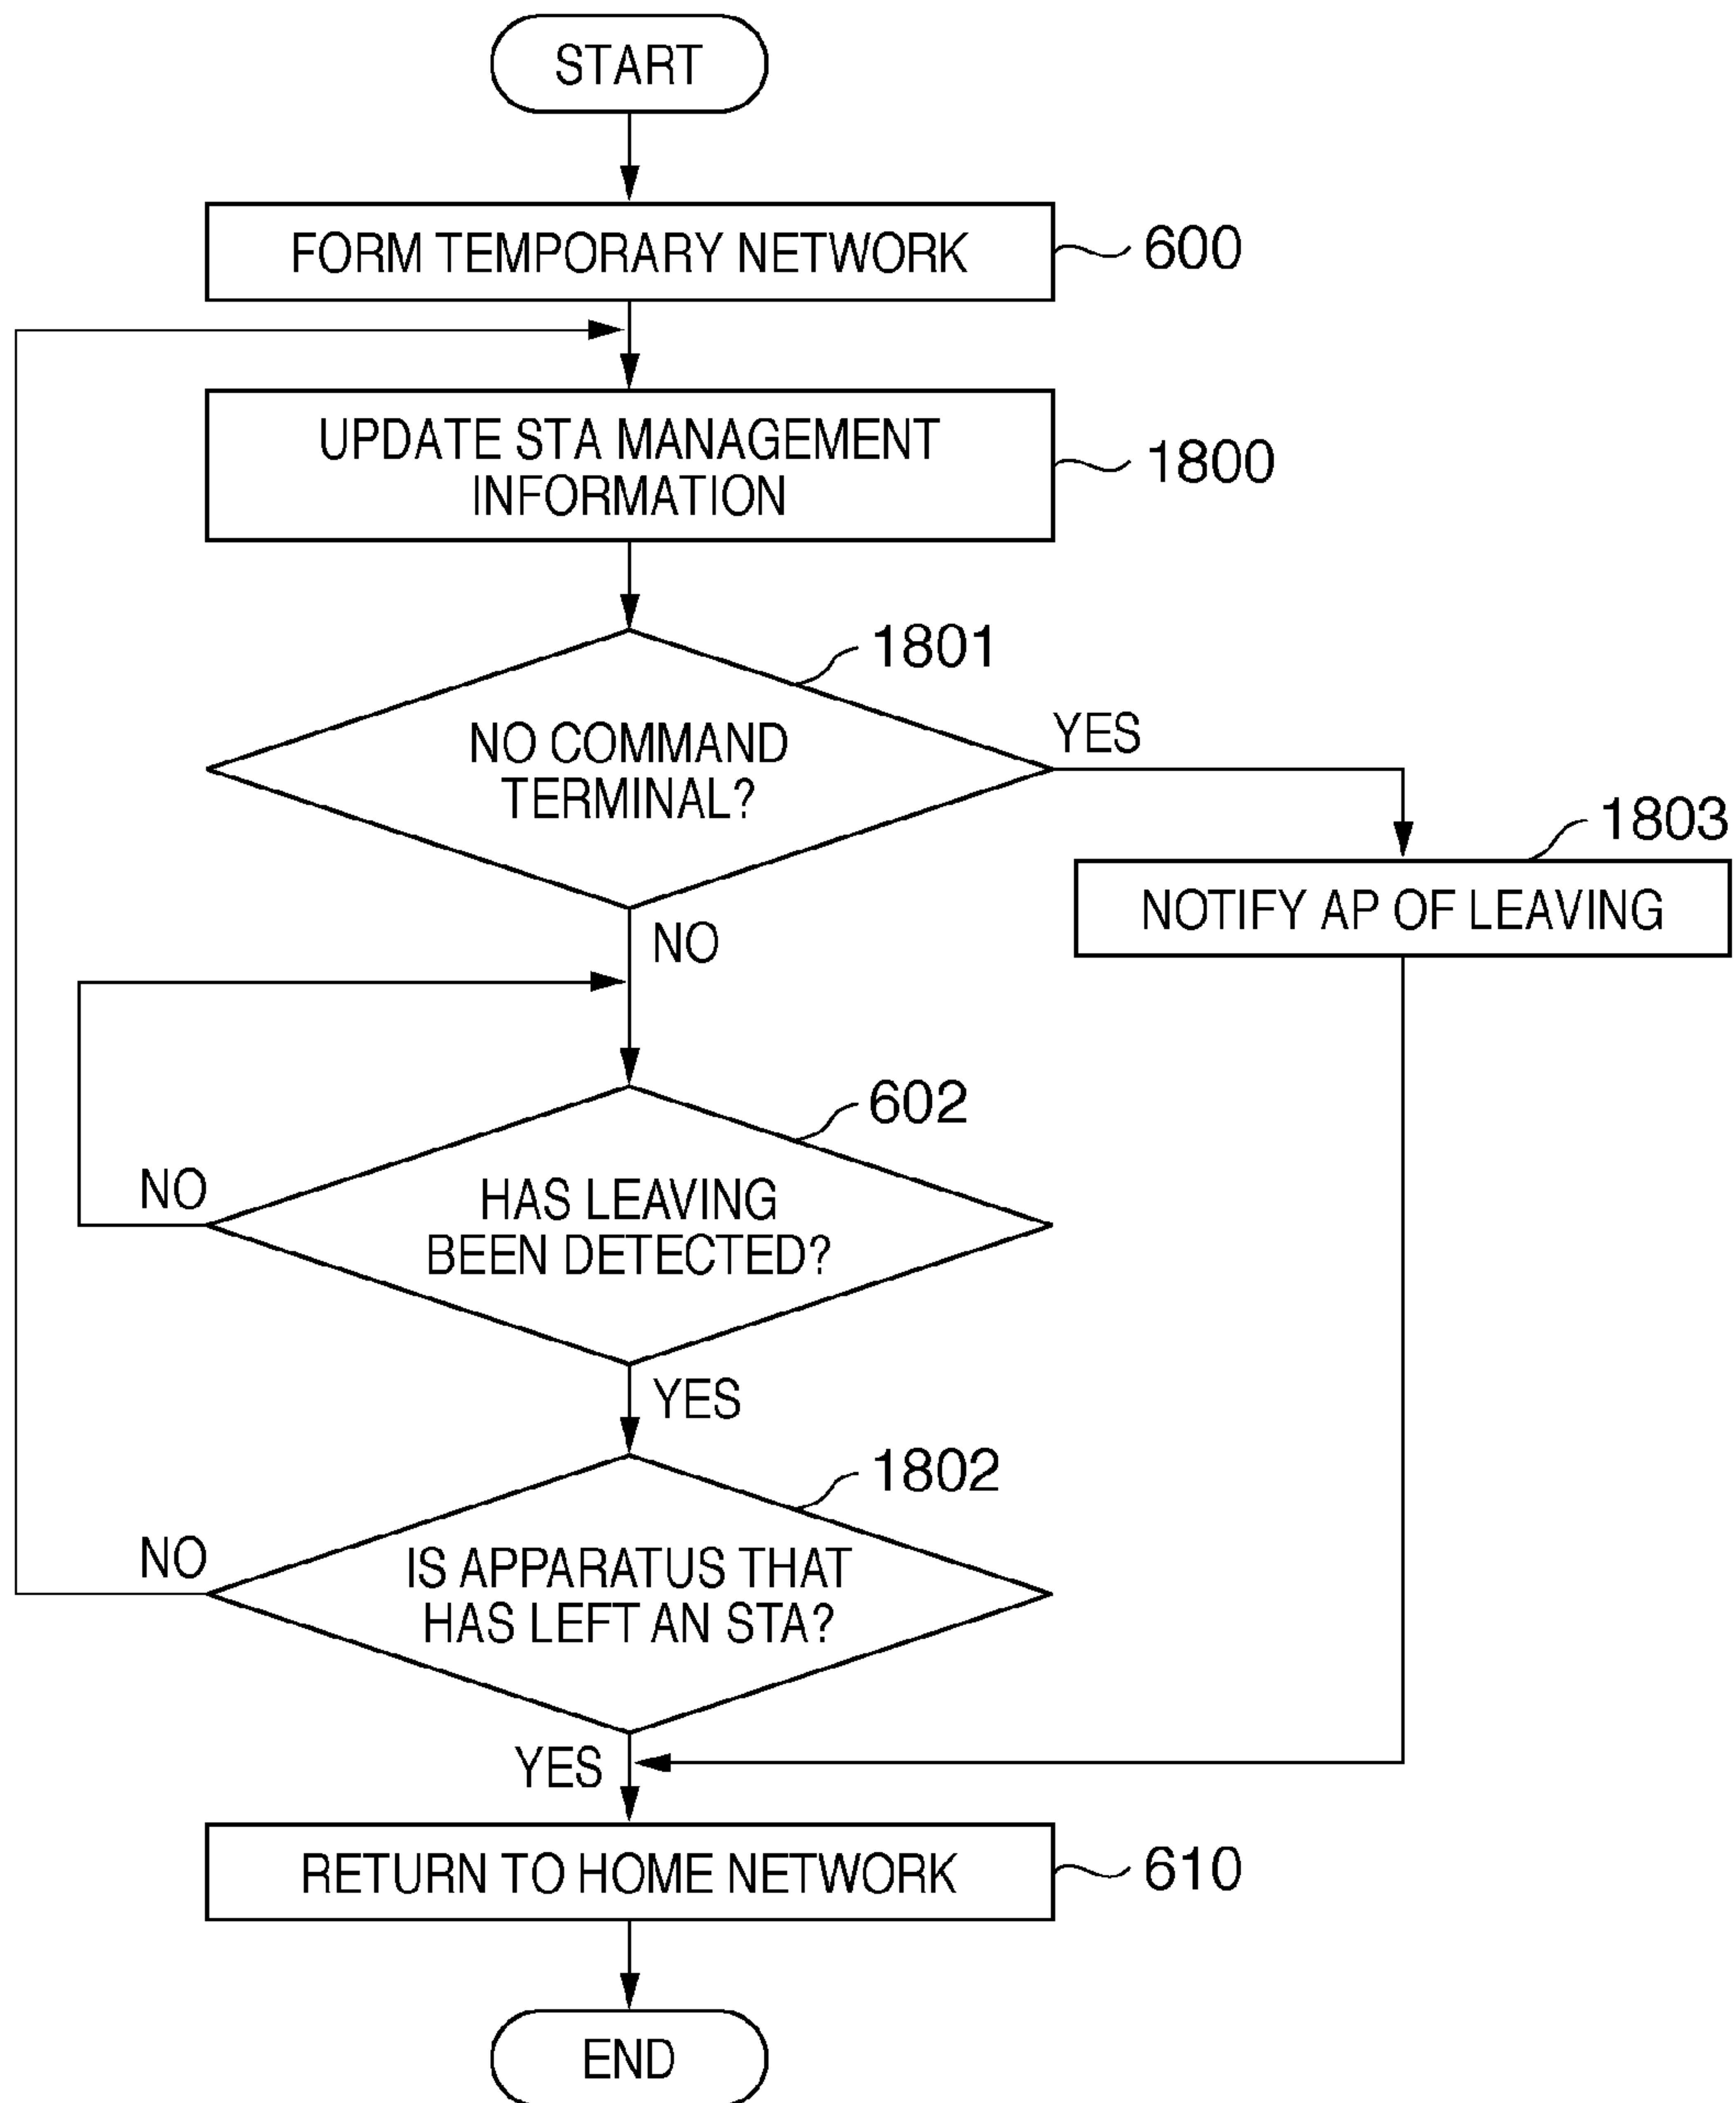 START
FORM TEMPORARY NETWORK
600
UPDATE STA MANAGEMENT
INFORMATION
1800
1801
NO COMMAND
TERMINAL?
YES
1803
NOTIFY AP OF LEAVING
NO
602
HAS LEAVING
BEEN DETECTED?
NO
YES
1802
IS APPARATUS THAT
HAS LEFT AN STA?
NO
YES
RETURN TO HOME NETWORK
610
END